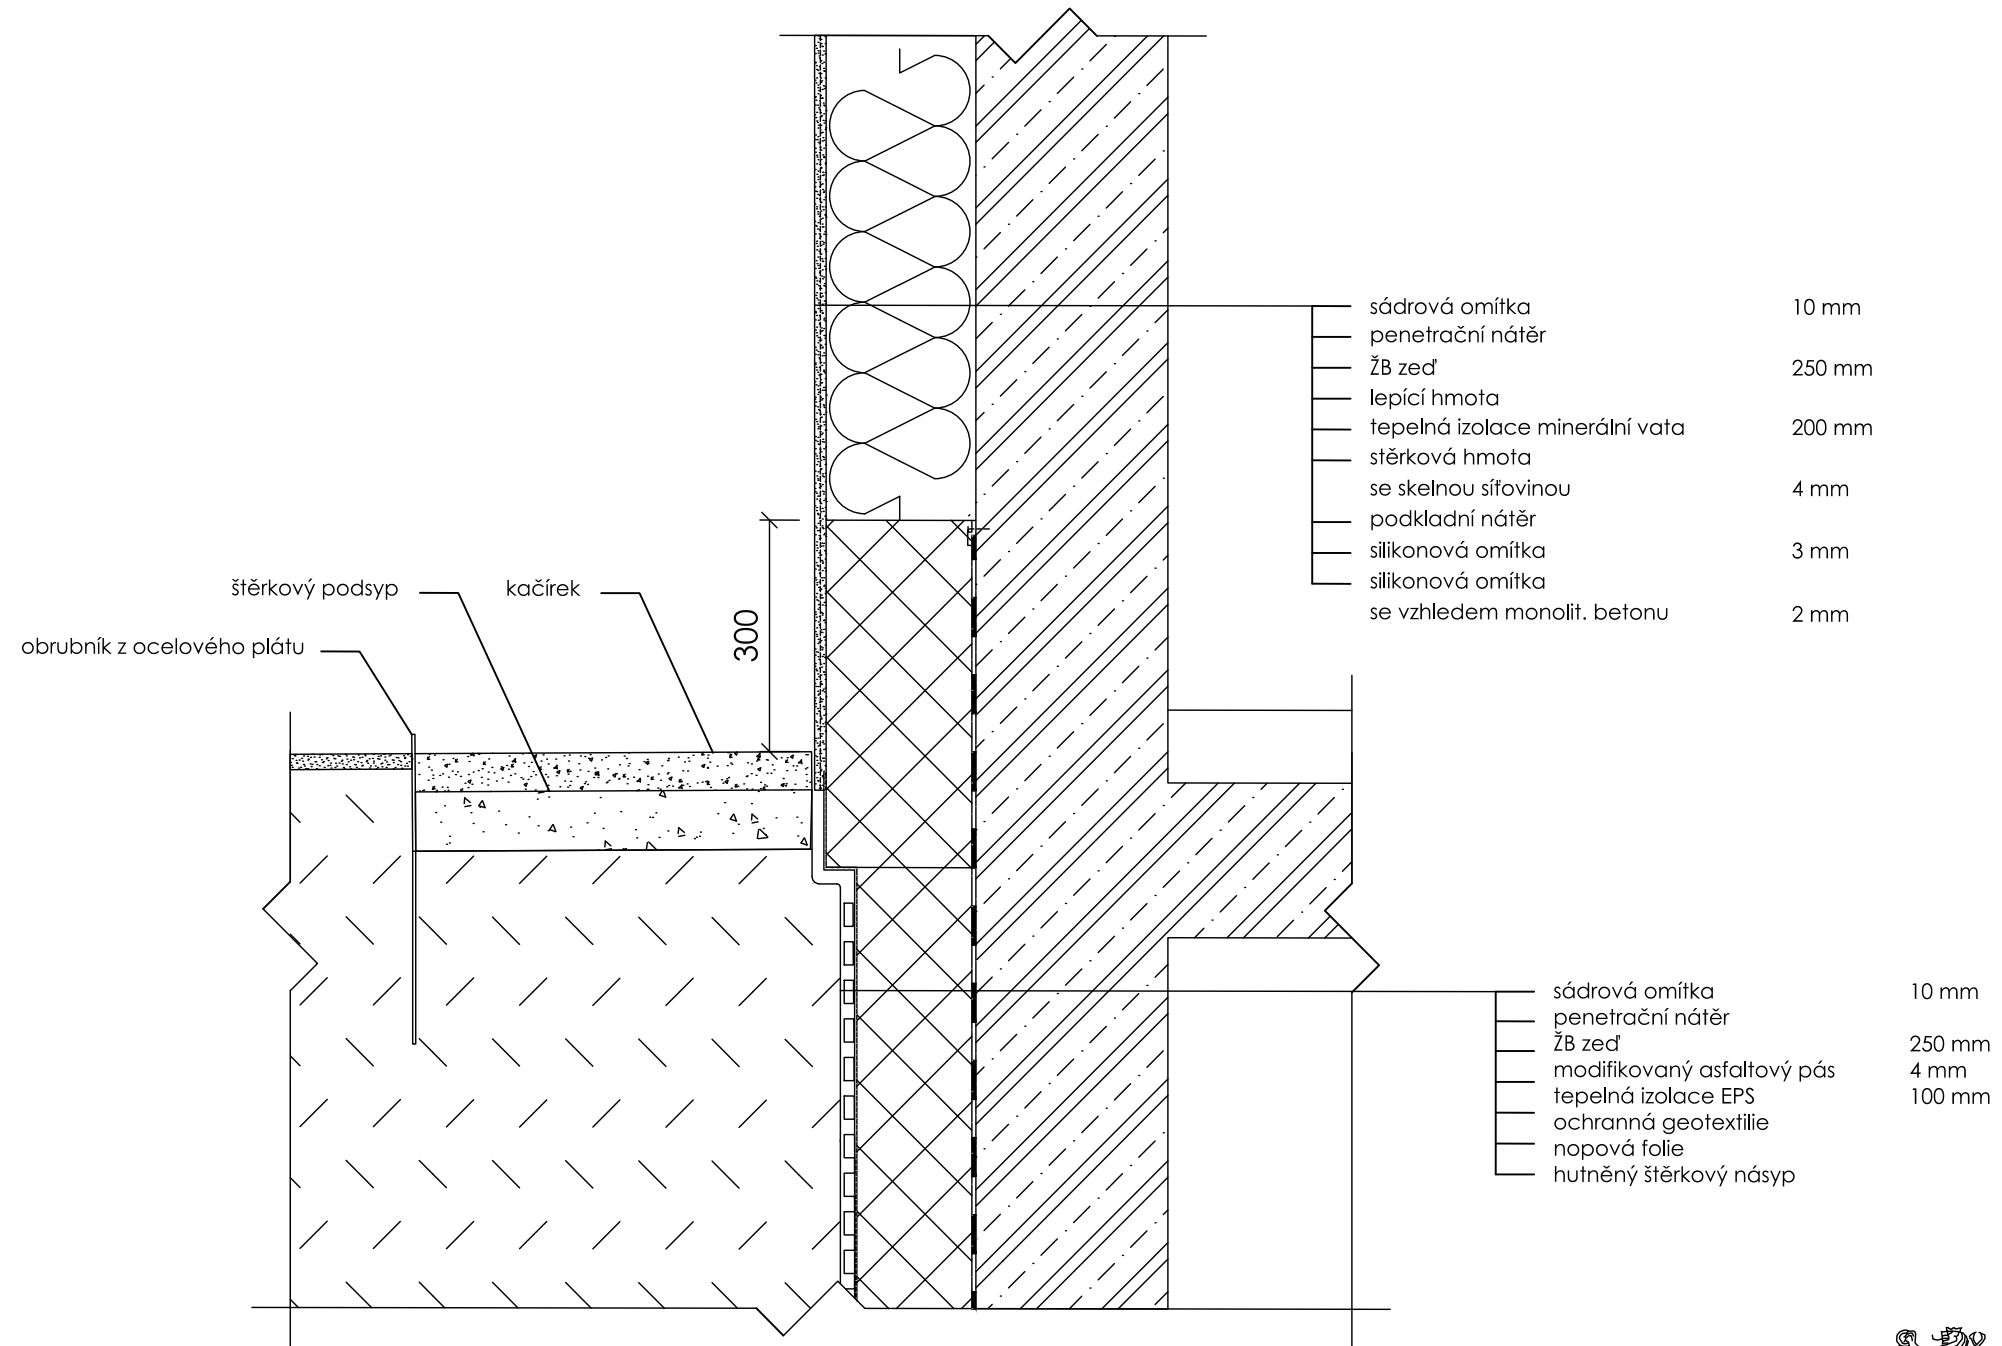 sádrová omítka 10 mm
penetrační nátěr
ŽB zeď 250 mm
lepící hmota
tepelná izolace minerální vata 200 mm
stěrková hmota
se skelnou síťovinou 4 mm
podkladní nátěr
silikonová omítka 3 mm
silikonová omítka
se vzhledem monolit. betonu 2 mm
štěrkový podsyp
kačírek
obrubník z ocelového plátu
300
sádrová omítka 10 mm
penetrační nátěr
ŽB zeď 250 mm
modifikovaný asfaltový pás 4 mm
tepelná izolace EPS 100 mm
ochranná geotextilie
nopová folie
hutněný štěrkový násyp